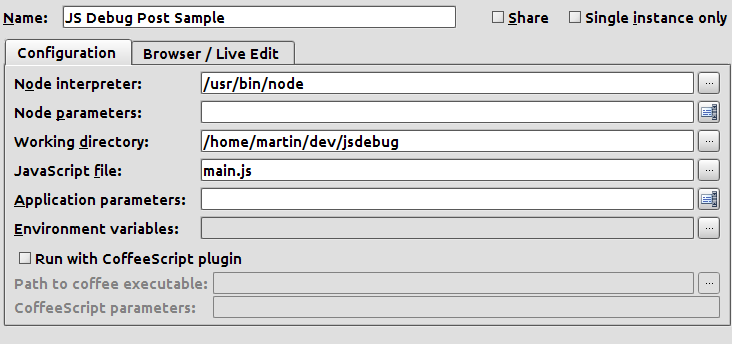 Name: JS Debug Post Sample Share Single instance only
Configuration Browser / Live Edit
Node interpreter: /usr/bin/node ...
Node parameters:
Working directory: /home/martin/dev/jsdebug ...
JavaScript file: main.js ...
Application parameters:
Environment variables: ...
Run with CoffeeScript plugin
Path to coffee executable: ...
CoffeeScript parameters: